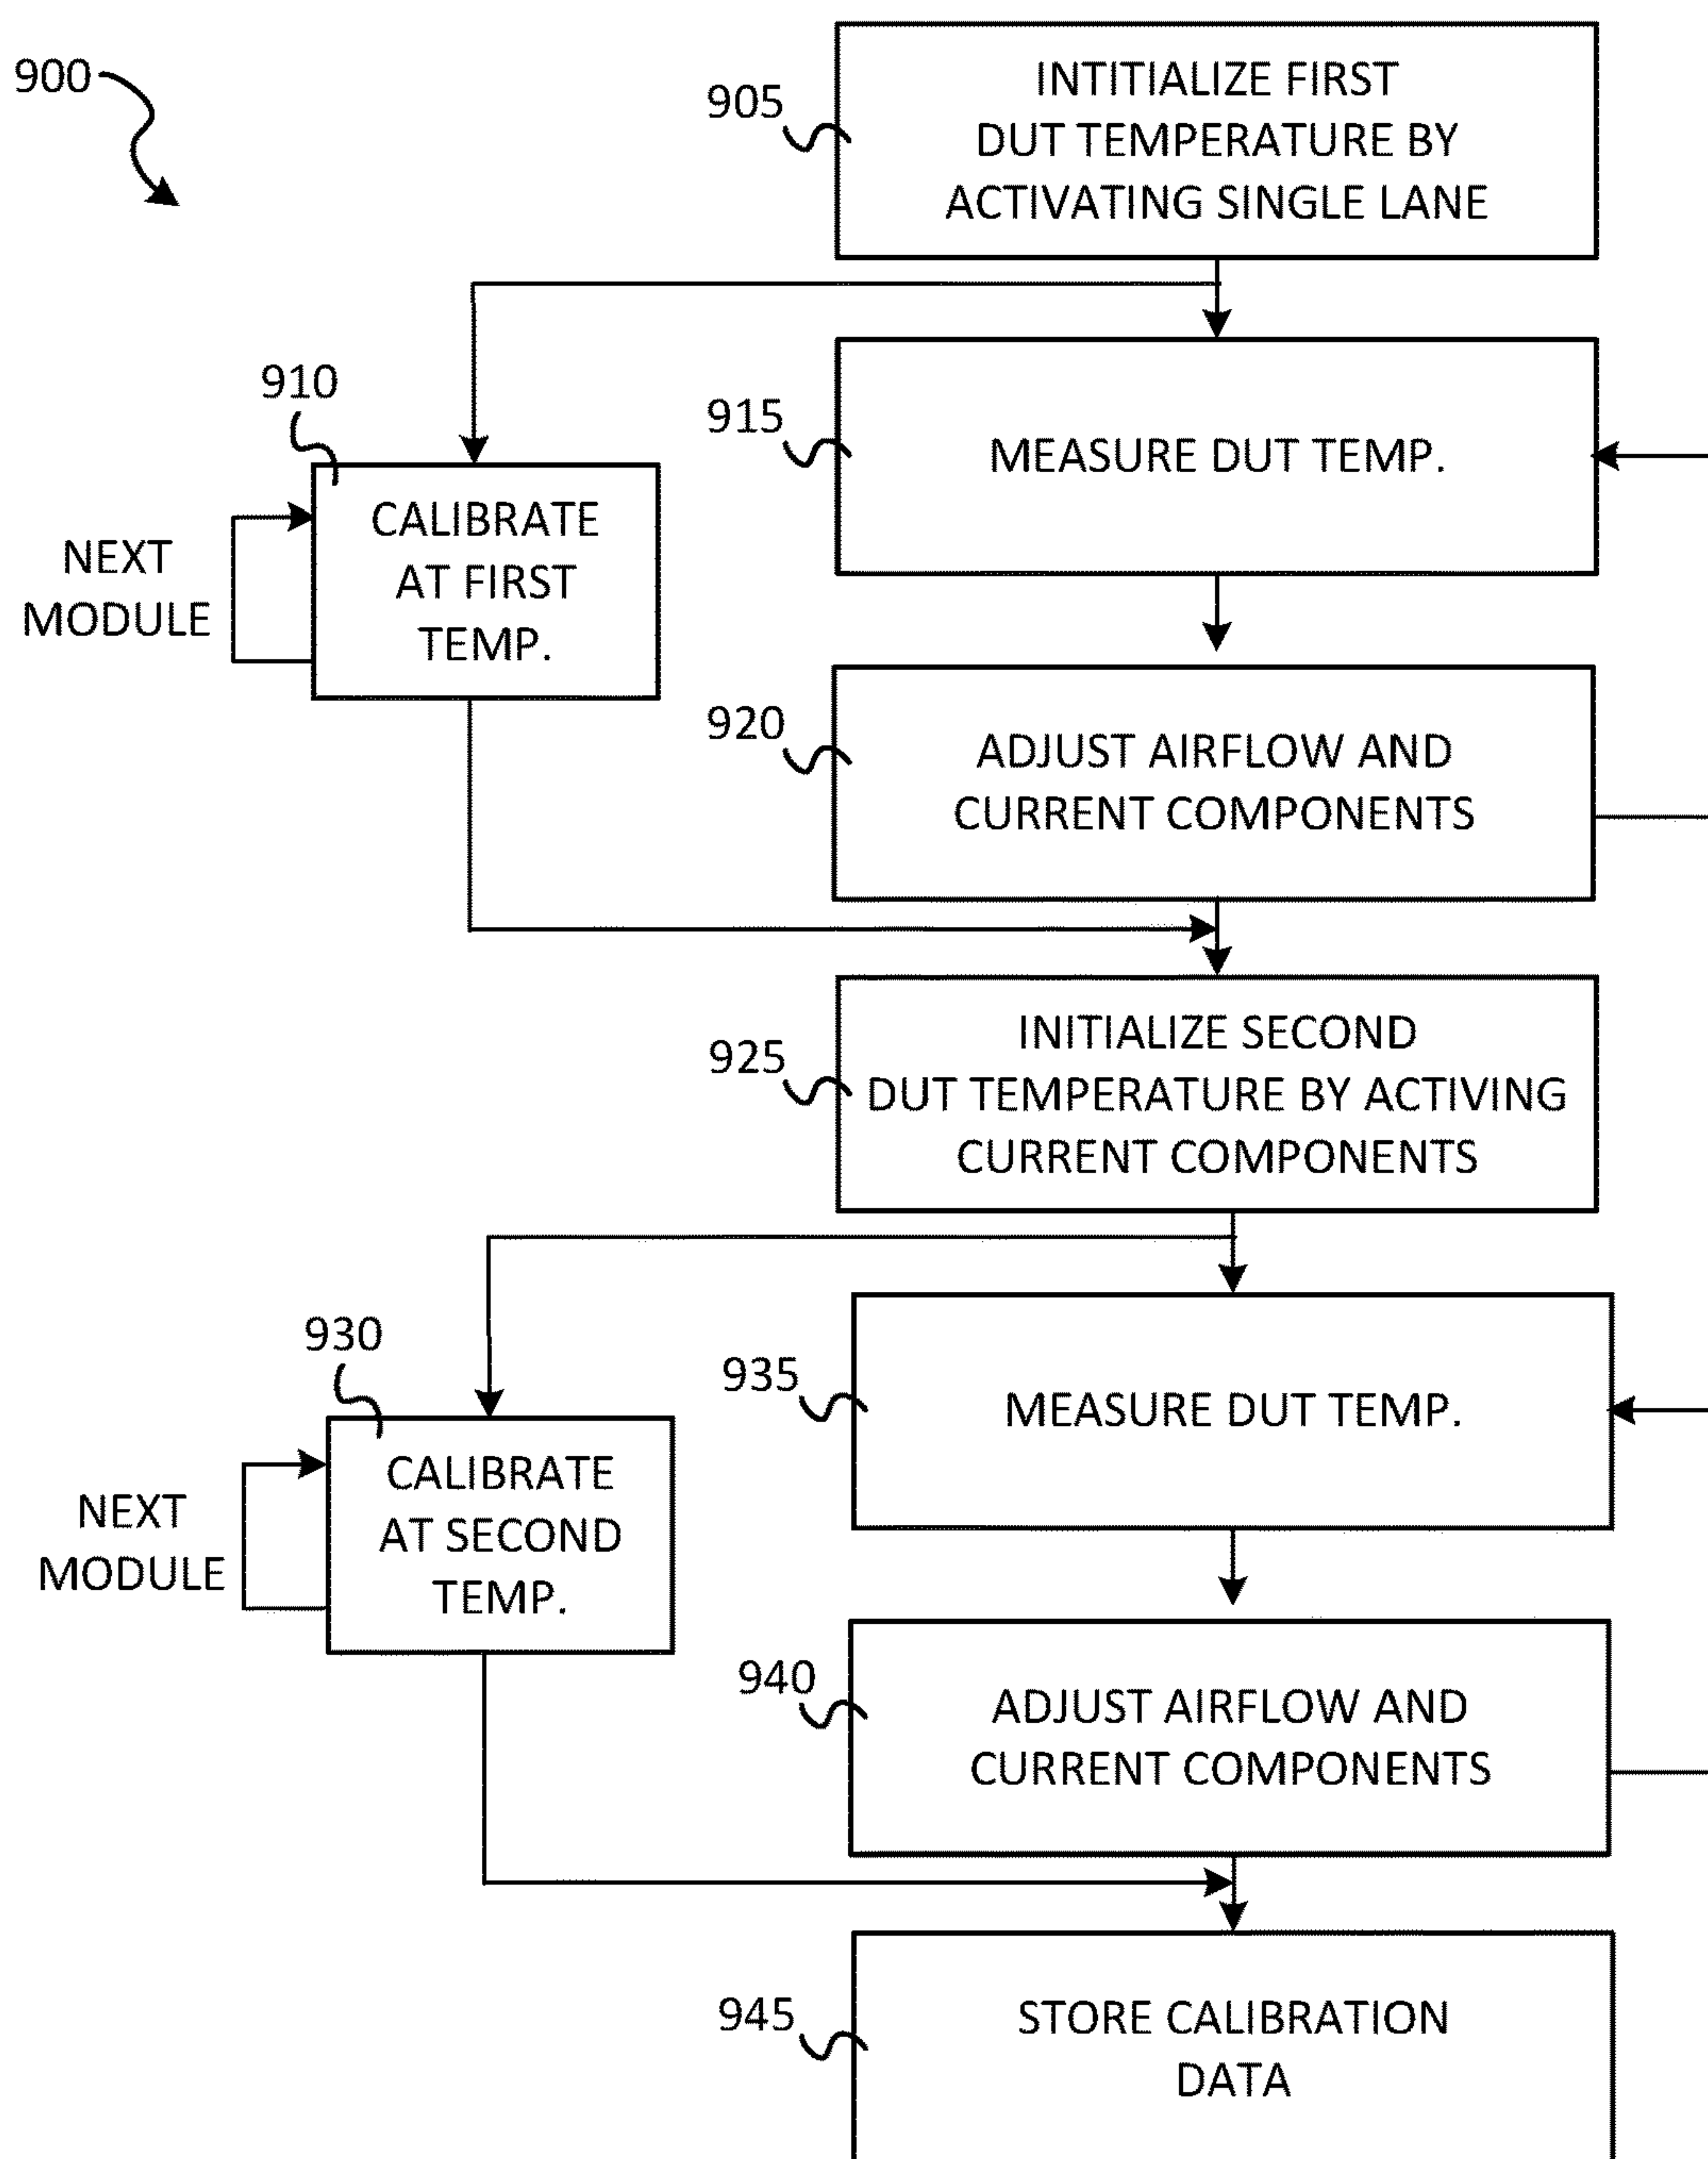 900
905
INTITIALIZE FIRST
DUT TEMPERATURE BY
ACTIVATING SINGLE LANE
910
CALIBRATE
AT FIRST
TEMP.
NEXT
MODULE
915
MEASURE DUT TEMP.
920
ADJUST AIRFLOW AND
CURRENT COMPONENTS
925
INITIALIZE SECOND
DUT TEMPERATURE BY ACTIVING
CURRENT COMPONENTS
930
CALIBRATE
AT SECOND
TEMP.
NEXT
MODULE
935
MEASURE DUT TEMP.
940
ADJUST AIRFLOW AND
CURRENT COMPONENTS
945
STORE CALIBRATION
DATA